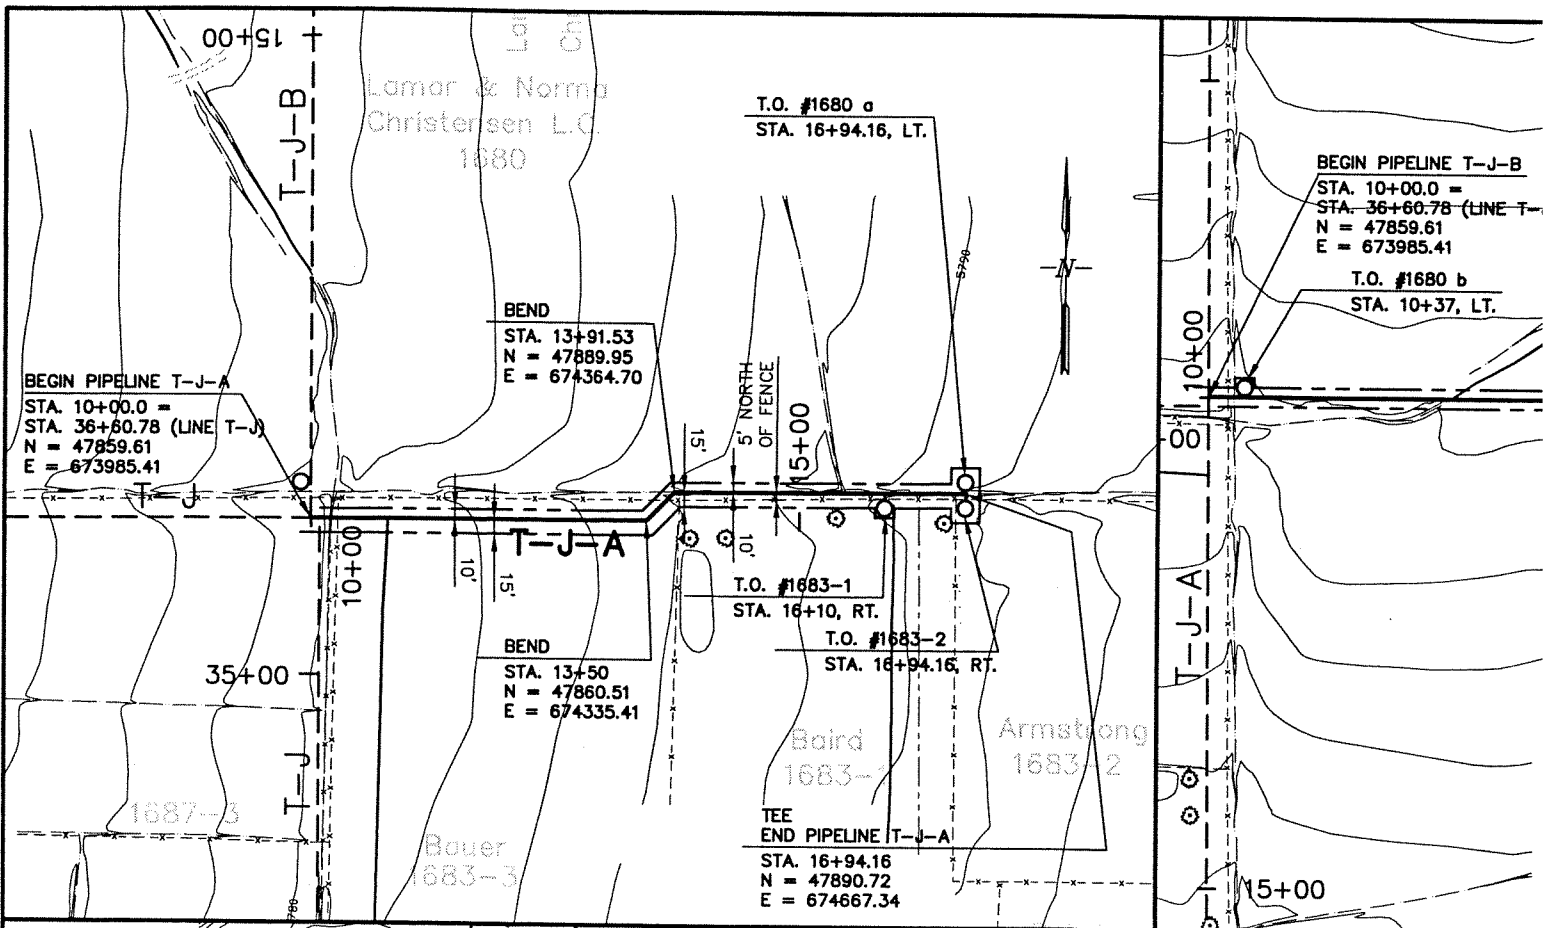 15+00
T-J-B
Lamar & Norma
Christensen L.C.
1680
T.O. #1680 a
STA. 16+94.16, LT.
5790
-N-
BEGIN PIPELINE T-J-B
STA. 10+00.0 =
STA. 36+60.78 (LINE T-
N = 47859.61
E = 673985.41
T.O. #1680 b
STA. 10+37, LT.
10+00
BEND
STA. 13+91.53
N = 47889.95
E = 674364.70
BEGIN PIPELINE T-J-A
STA. 10+00.0 =
STA. 36+60.78 (LINE T-J)
N = 47859.61
E = 673985.41
15'
5' NORTH
OF FENCE
15+00
-00
T J
10+00
10'
15'
T-J-A
10'
T.O. #1683-1
STA. 16+10, RT.
T.O. #1683-2
STA. 16+94.16, RT.
T-J-A
BEND
STA. 13+50
N = 47860.51
E = 674335.41
35+00
T-J
Baird
1683-
Armstrong
1683-2
1687-3
Bauer
1683-3
TEE
END PIPELINE T-J-A
STA. 16+94.16
N = 47890.72
E = 674667.34
15+00
780